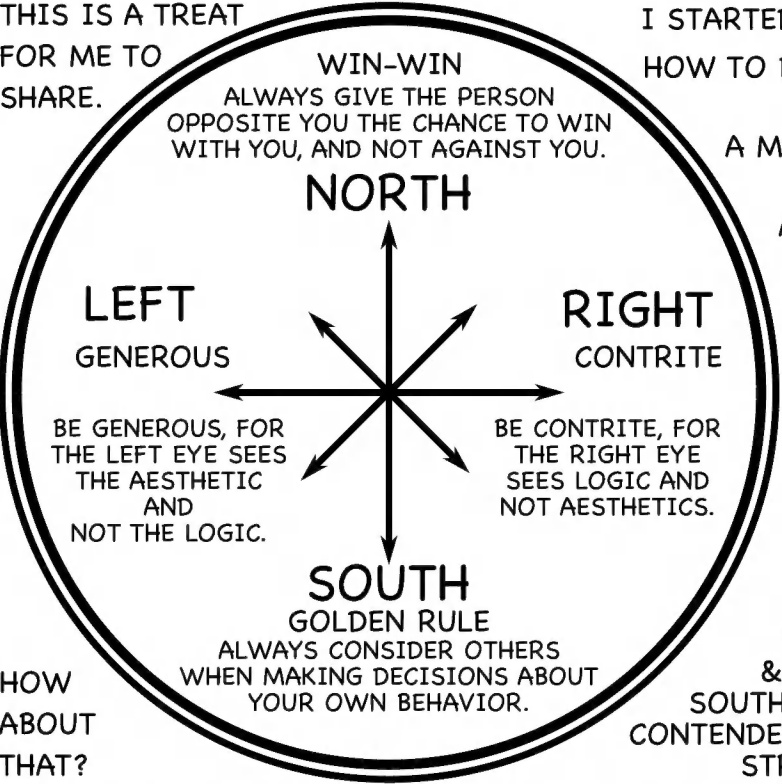 THIS IS A TREAT
FOR ME TO
SHARE.
I STARTE
HOW TO
A M
WIN-WIN
ALWAYS GIVE THE PERSON
OPPOSITE YOU THE CHANCE TO WIN
WITH YOU, AND NOT AGAINST YOU.
NORTH
LEFT
GENEROUS
BE GENEROUS, FOR
THE LEFT EYE SEES
THE AESTHETIC
AND
NOT THE LOGIC.
RIGHT
CONTRITE
BE CONTRITE, FOR
THE RIGHT EYE
SEES LOGIC AND
NOT AESTHETICS.
SOUTH
GOLDEN RULE
ALWAYS CONSIDER OTHERS
WHEN MAKING DECISIONS ABOUT
YOUR OWN BEHAVIOR.
HOW
ABOUT
THAT?
&
SOUTH
CONTENDE
ST